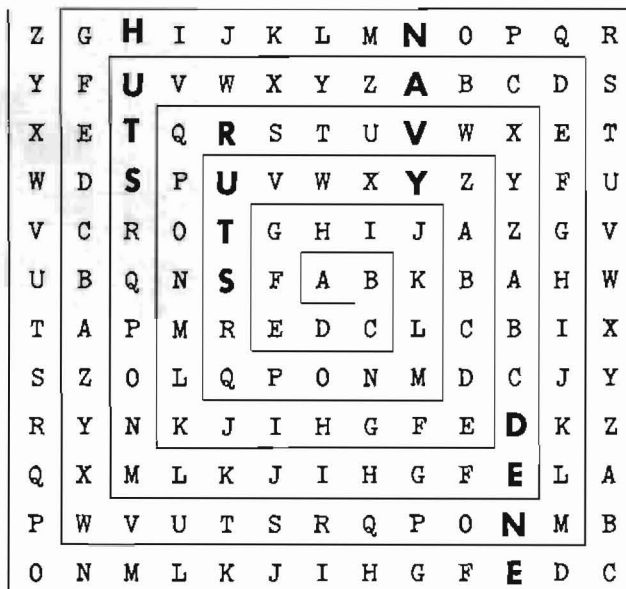 Z G H I J K L M N O P Q R
Y F U V W X Y Z A B C D S
X E T Q R S T U V W X E T
W D S P U V W X Y Z Y F U
V C R O T G H I J A Z G V
U B Q N S F A B K B A H W
T A P M R E D C L C B I X
S Z O L Q P O N M D C J Y
R Y N K J I H G F E D K Z
Q X M L K J I H G F E L A
P W V U T S R Q P O N M B
O N M L K J I H G F E D C